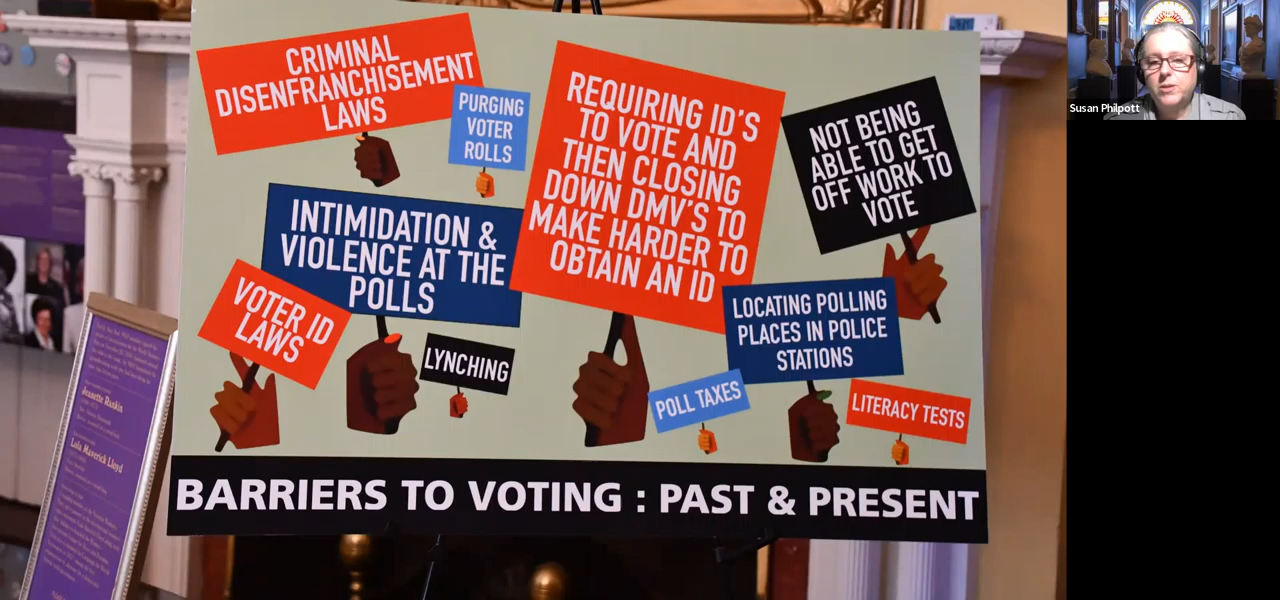 CRIMINAL
DISENFRANCHISEMENT
LAWS
PURGING
VOTER
ROLLS
REQUIRING ID'S
TO VOTE AND
THEN CLOSING
DOWN DMV'S TO
MAKE HARDER TO
OBTAIN AN ID
NOT BEING
ABLE TO GET
OFF WORK TO
VOTE
INTIMIDATION &
VIOLENCE AT THE
POLLS
VOTER ID
LAWS
LYNCHING
LOCATING POLLING
PLACES IN POLICE
STATIONS
POLL TAXES
LITERACY TESTS
BARRIERS TO VOTING : PAST & PRESENT
Jeanette Rankin
Lola Maverick Lloyd
Susan Philpott